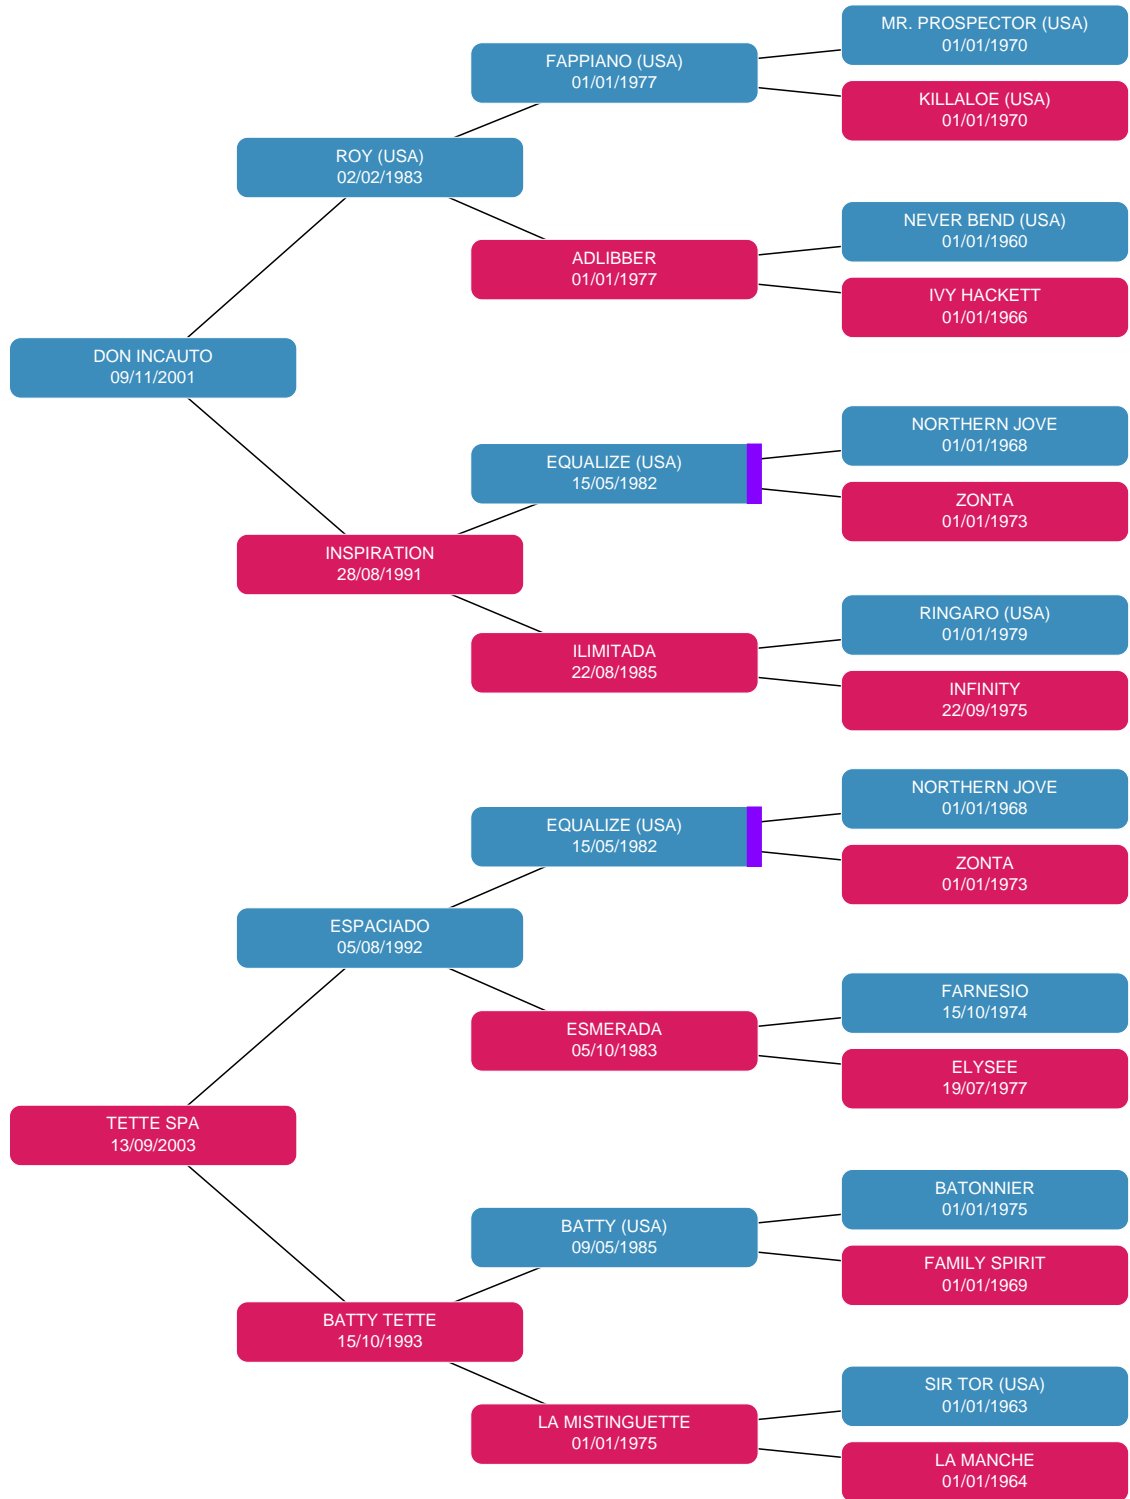 MR. PROSPECTOR (USA)
01/01/1970
FAPPIANO (USA)
01/01/1977
KILLALOE (USA)
01/01/1970
ROY (USA)
02/02/1983
NEVER BEND (USA)
01/01/1960
ADLIBBER
01/01/1977
IVY HACKETT
01/01/1966
DON INCAUTO
09/11/2001
NORTHERN JOVE
01/01/1968
EQUALIZE (USA)
15/05/1982
ZONTA
01/01/1973
INSPIRATION
28/08/1991
RINGARO (USA)
01/01/1979
ILIMITADA
22/08/1985
INFINITY
22/09/1975
NORTHERN JOVE
01/01/1968
EQUALIZE (USA)
15/05/1982
ZONTA
01/01/1973
ESPACIADO
05/08/1992
FARNESIO
15/10/1974
ESMERADA
05/10/1983
ELYSEE
19/07/1977
TETTE SPA
13/09/2003
BATONNIER
01/01/1975
BATTY (USA)
09/05/1985
FAMILY SPIRIT
01/01/1969
BATTY TETTE
15/10/1993
SIR TOR (USA)
01/01/1963
LA MISTINGUETTE
01/01/1975
LA MANCHE
01/01/1964